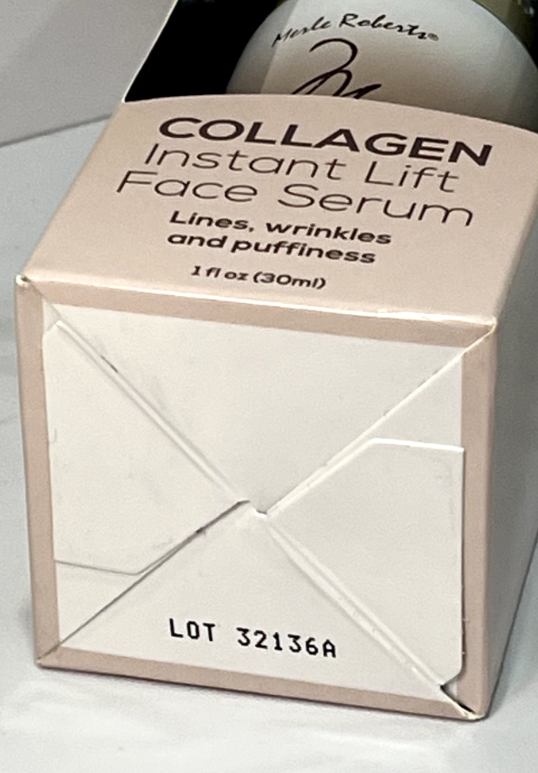 Merle Roberts®
M
COLLAGEN
Instant Lift
Face Serum
Lines, wrinkles
and puffiness
1 fl oz (30ml)
LOT 32136A